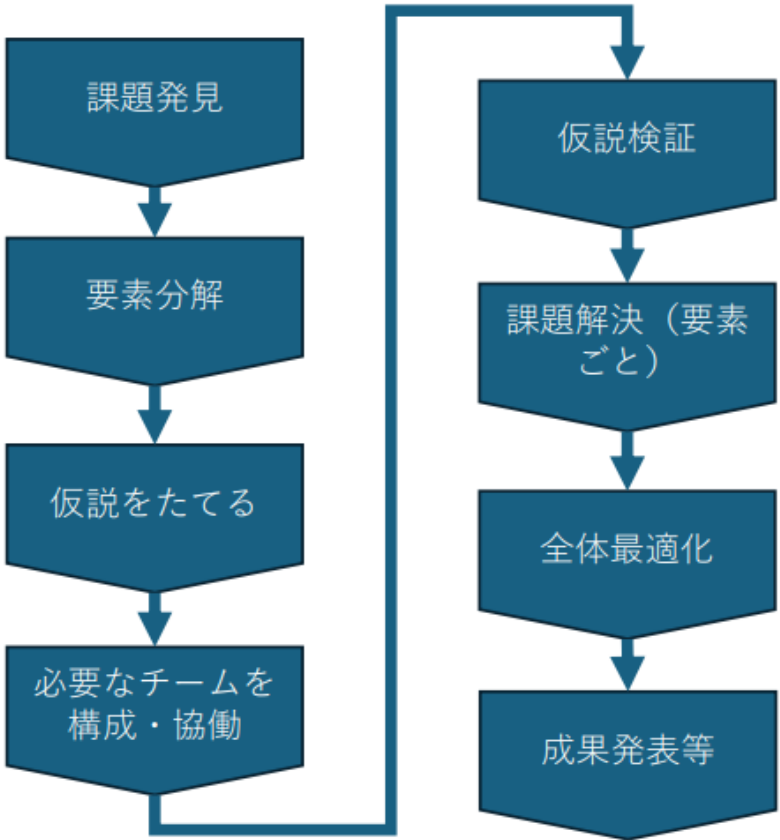 課題発見
要素分解
仮説をたてる
必要なチームを
構成・協働
仮説検証
課題解決（要素
ごと）
全体最適化
成果発表等